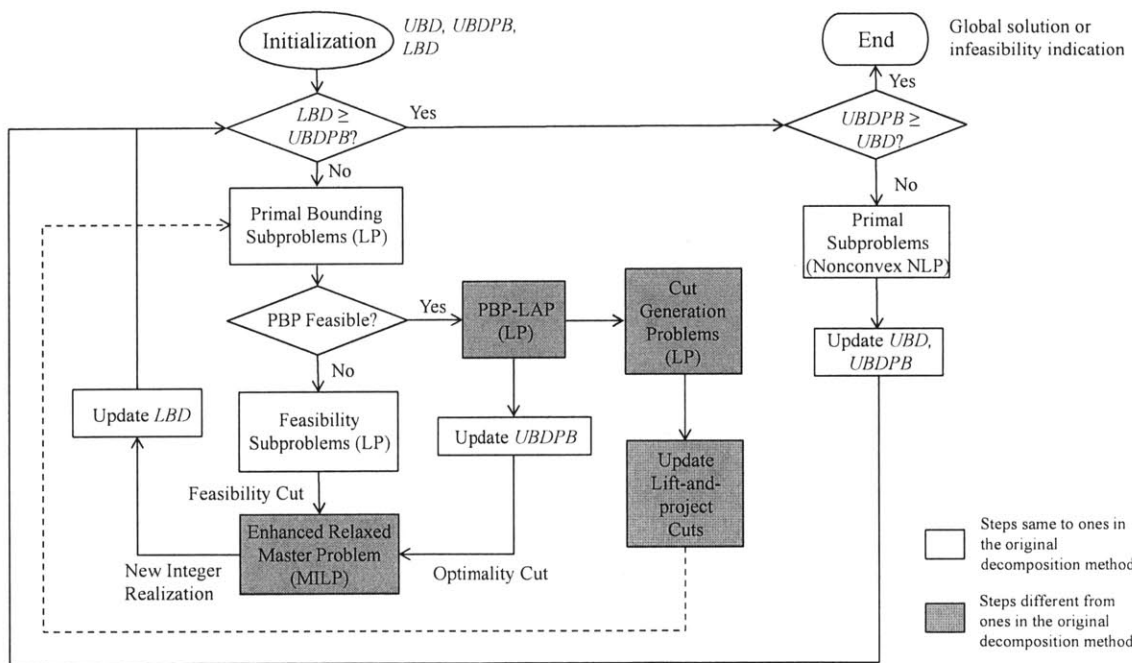 Initialization
UBD, UBDPB,
LBD
End
Global solution or
infeasibility indication
Yes
LBD ≥
UBDPB?
Yes
UBDPB ≥
UBD?
No
No
Primal Bounding
Subproblems (LP)
Primal
Subproblems
(Nonconvex NLP)
PBP Feasible?
Yes
PBP-LAP
(LP)
Cut
Generation
Problems
(LP)
Update UBD,
UBDPB
No
Update LBD
Feasibility
Subproblems (LP)
Update UBDPB
Update
Lift-and-
project
Cuts
Feasibility Cut
Enhanced Relaxed
Master Problem
(MILP)
New Integer
Realization
Optimality Cut
Steps same to ones in
the original
decomposition method
Steps different from
ones in the original
decomposition method